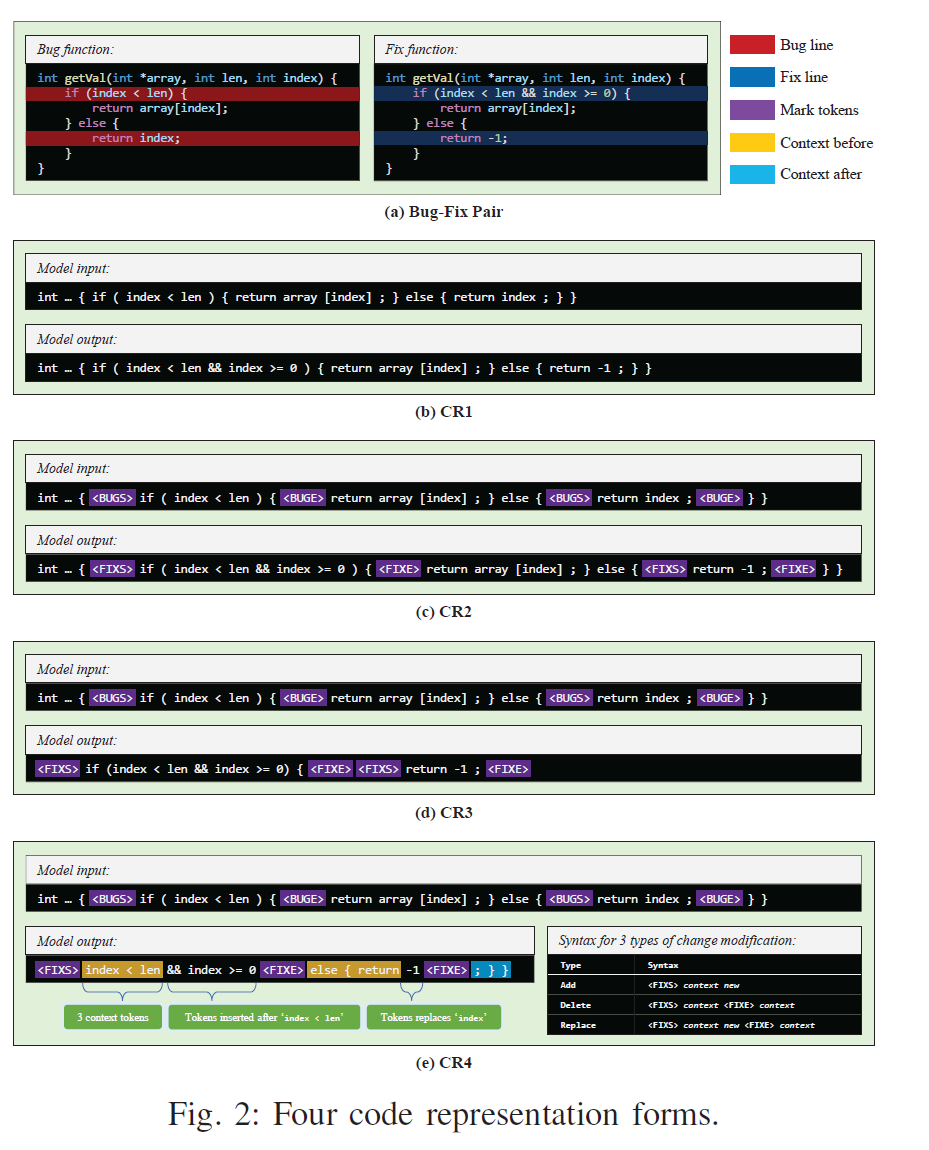 Bug function:
int getVal(int *array, int len, int index) {
if (index < len) {
return array[index];
} else {
return index;
}
}
Fix function:
int getVal(int *array, int len, int index) {
if (index < len && index >= 0) {
return array[index];
} else {
return -1;
}
}
Bug line
Fix line
Mark tokens
Context before
Context after
(a) Bug-Fix Pair
Model input:
int … { if ( index < len ) { return array [index] ; } else { return index ; } }
Model output:
int … { if ( index < len && index >= 0 ) { return array [index] ; } else { return -1 ; } }
(b) CR1
Model input:
int … { <BUGS> if ( index < len ) { <BUGE> return array [index] ; } else { <BUGS> return index ; <BUGE> } }
Model output:
int … { <FIXS> if ( index < len && index >= 0 ) { <FIXE> return array [index] ; } else { <FIXS> return -1 ; <FIXE> } }
(c) CR2
Model input:
int … { <BUGS> if ( index < len ) { <BUGE> return array [index] ; } else { <BUGS> return index ; <BUGE> } }
Model output:
<FIXS> if (index < len && index >= 0) { <FIXE> <FIXS> return -1 ; <FIXE>
(d) CR3
Model input:
int … { <BUGS> if ( index < len ) { <BUGE> return array [index] ; } else { <BUGS> return index ; <BUGE> } }
Model output:
<FIXS> index < len && index >= 0 <FIXE> else { return -1 <FIXE> ; } }
3 context tokens
Tokens inserted after 'index < len'
Tokens replaces 'index'
Syntax for 3 types of change modification:
Type Syntax
Add <FIXS> context new
Delete <FIXS> context <FIXE> context
Replace <FIXS> context new <FIXE> context
(e) CR4
Fig. 2: Four code representation forms.